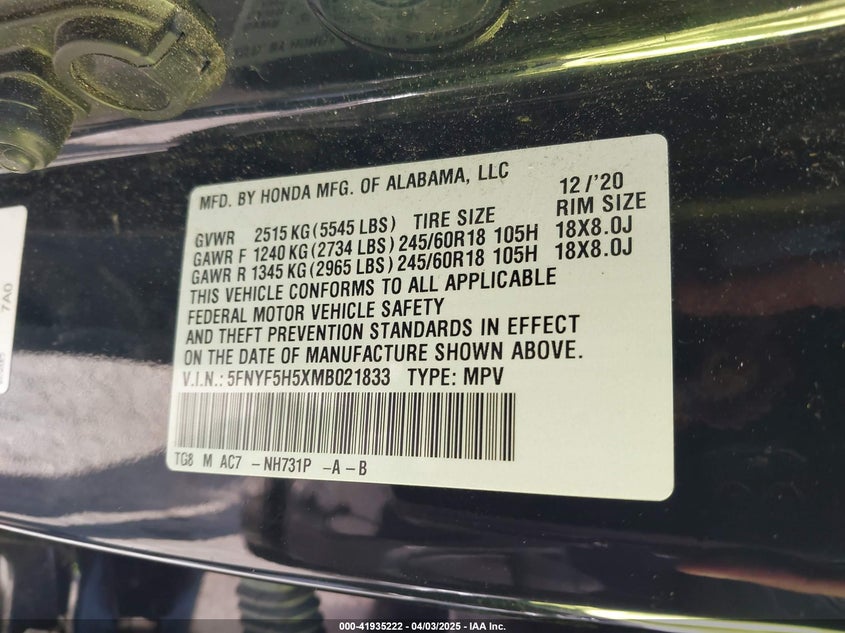 MFD. BY HONDA MFG. OF ALABAMA, LLC 12/'20
GVWR 2515 KG (5545 LBS) TIRE SIZE RIM SIZE
GAWR F 1240 KG (2734 LBS) 245/60R18 105H 18X8.0J
GAWR R 1345 KG (2965 LBS) 245/60R18 105H 18X8.0J
THIS VEHICLE CONFORMS TO ALL APPLICABLE
FEDERAL MOTOR VEHICLE SAFETY
AND THEFT PREVENTION STANDARDS IN EFFECT
ON THE DATE OF MANUFACTURE SHOWN ABOVE.
V.I.N.: 5FNYF5H5XMB021833 TYPE: MPV
TG8 M AC7 -NH731P -A-B
7A0
000-41935222 - 04/03/2025 - IAA Inc.